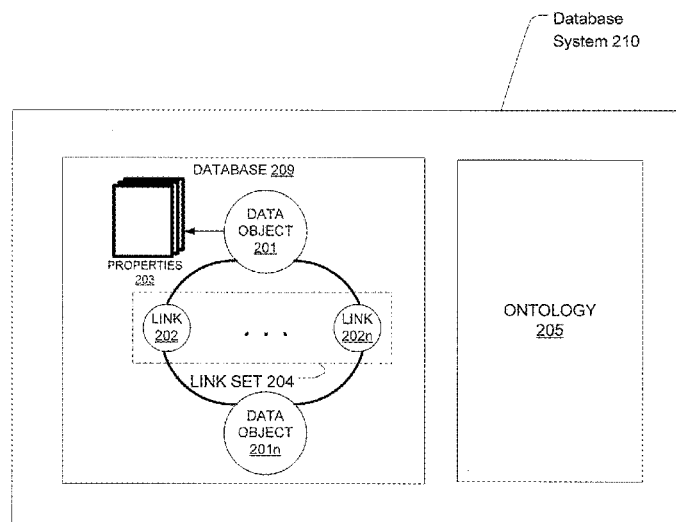 Database
System 210
DATABASE 209
DATA
OBJECT
201
PROPERTIES
203
LINK
202
. . .
LINK
202n
LINK SET 204
DATA
OBJECT
201n
ONTOLOGY
205